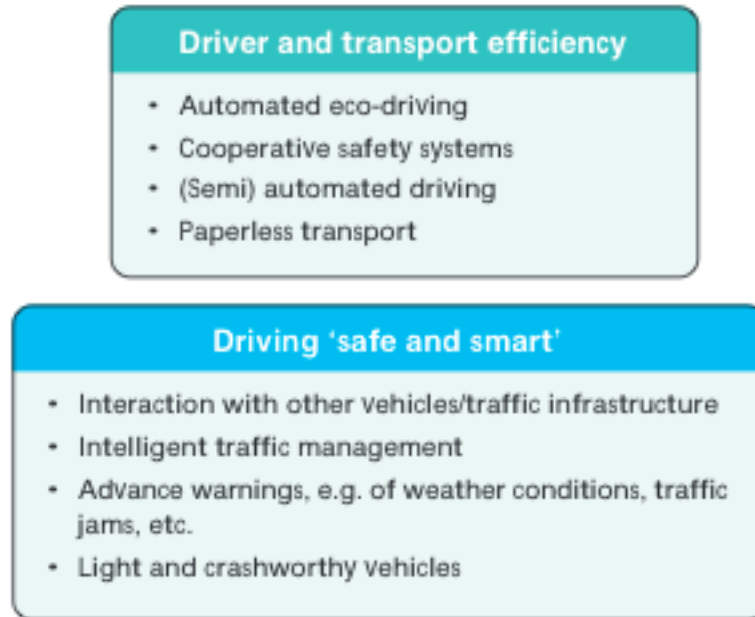 Driver and transport efficiency
• Automated eco-driving
• Cooperative safety systems
• (Semi) automated driving
• Paperless transport
Driving ‘safe and smart’
• Interaction with other vehicles/traffic infrastructure
• Intelligent traffic management
• Advance warnings, e.g. of weather conditions, traffic
jams, etc.
• Light and crashworthy vehicles